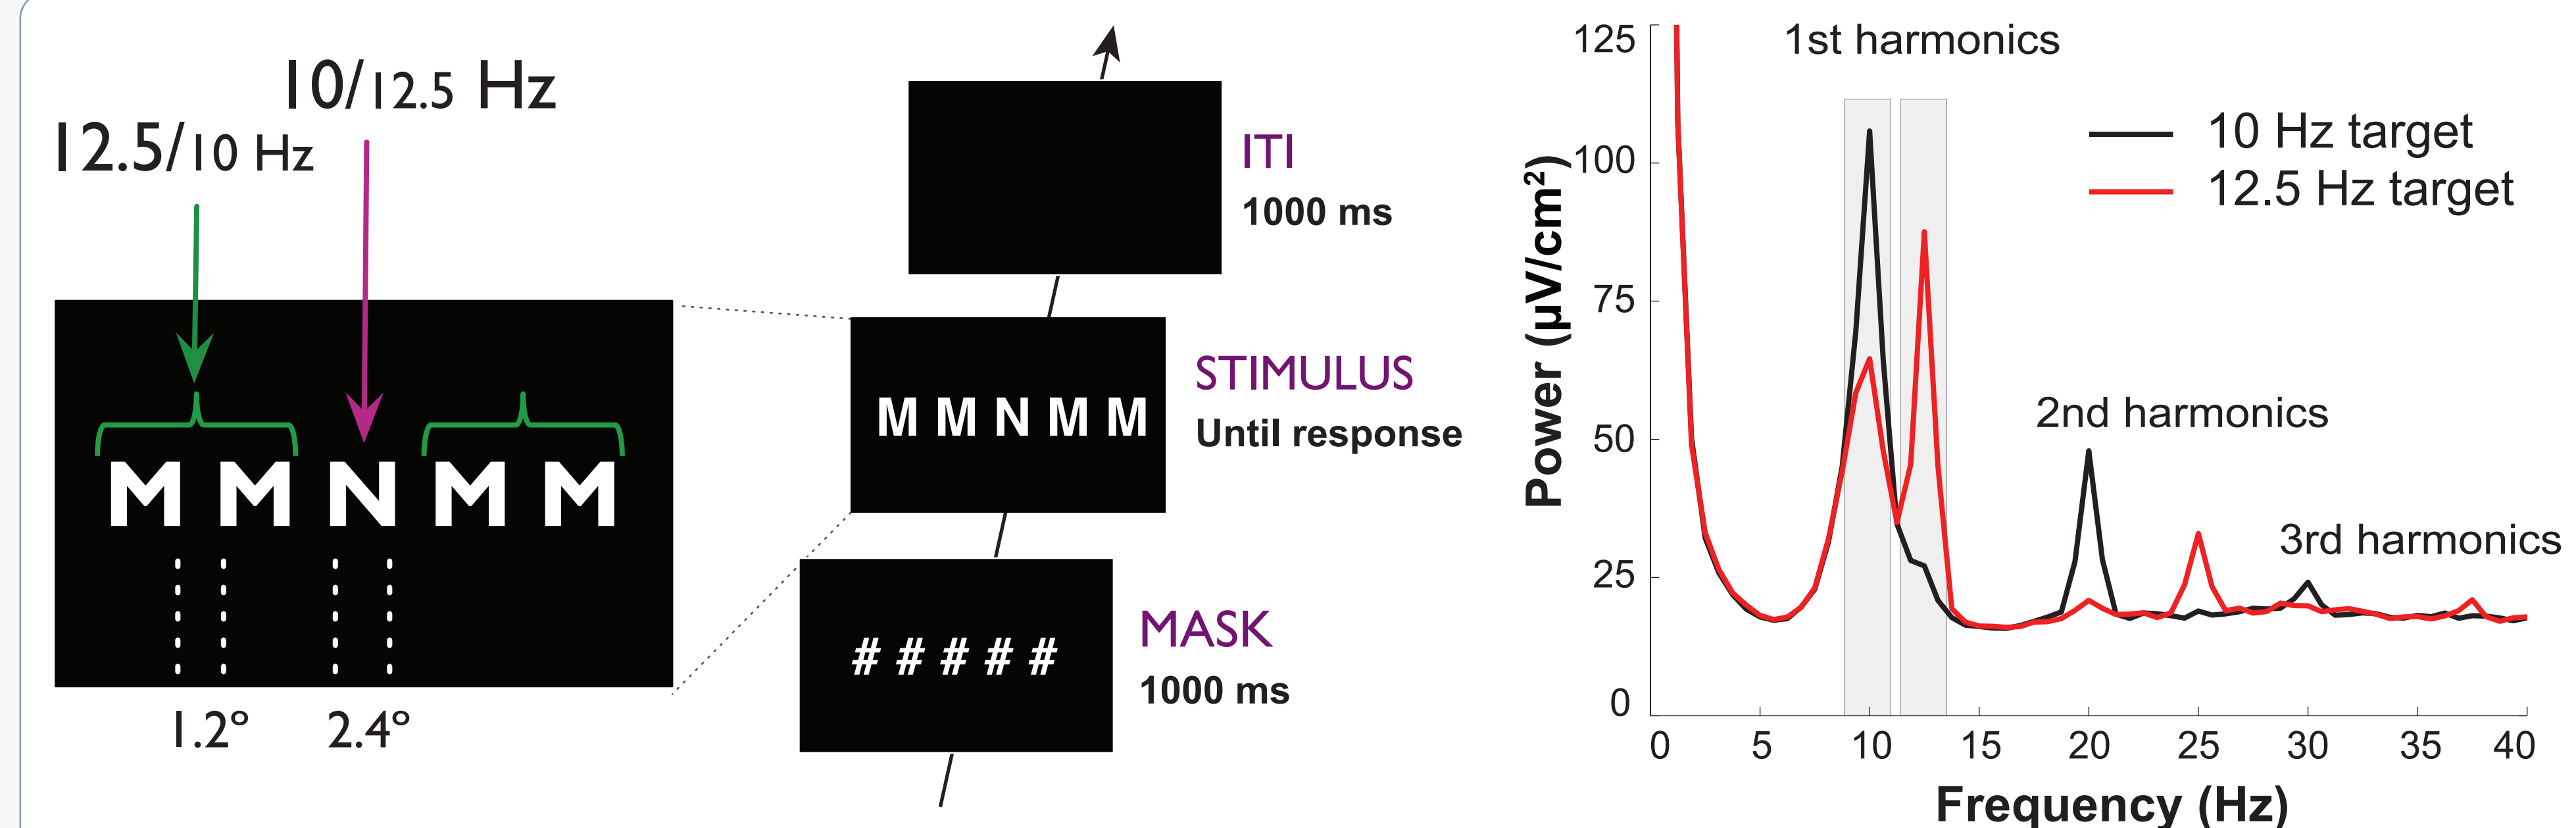 10/12.5 Hz
12.5/10 Hz
M M N M M
1.2° 2.4°
ITI
1000 ms
M M N M M
STIMULUS
Until response
# # # # #
MASK
1000 ms
125
100
75
50
25
0
Power (µV/cm²)
1st harmonics
10 Hz target
12.5 Hz target
2nd harmonics
3rd harmonics
0 5 10 15 20 25 30 35 40
Frequency (Hz)